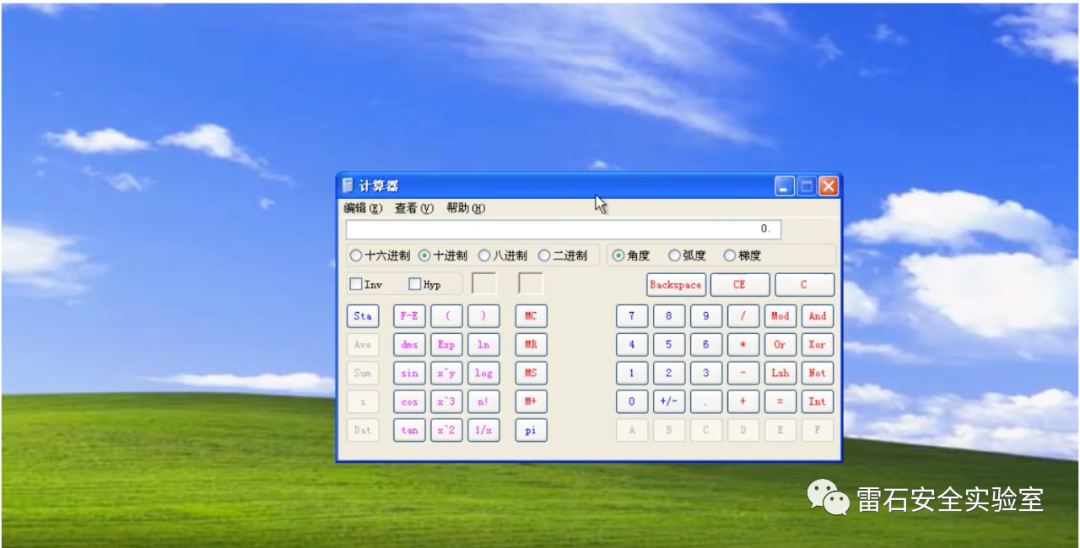 计算器
编辑(E) 查看(V) 帮助(H)
0.
十六进制 十进制 八进制 二进制 角度 弧度 梯度
Inv Hyp Backspace CE C
Sta F-E ( ) MC 7 8 9 / Mod And
Ave dms Exp ln MR 4 5 6 * Or Xor
Sum sin x^y log MS 1 2 3 - Lsh Not
s cos x^3 n! M+ 0 +/- . + = Int
Dat tan x^2 1/x pi A B C D E F
雷石安全实验室